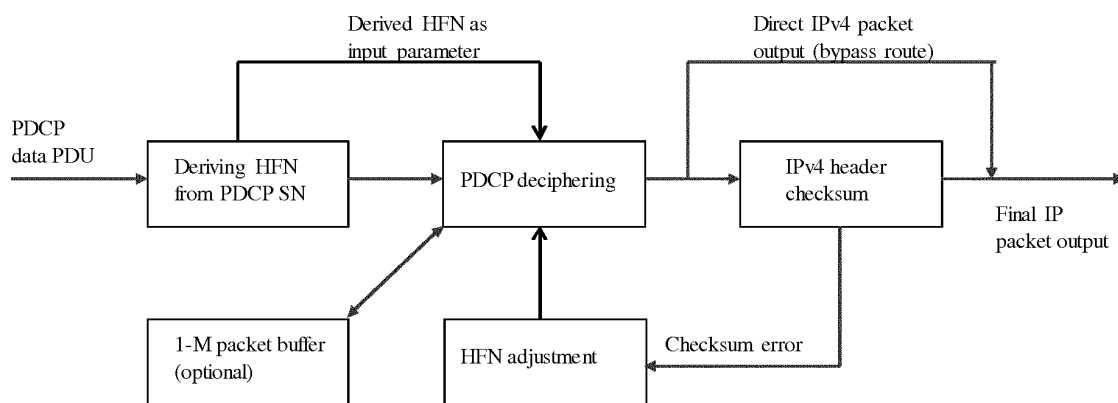 Derived HFN as
input parameter
Direct IPv4 packet
output (bypass route)
PDCP
data PDU
Deriving HFN
from PDCP SN
PDCP deciphering
IPv4 header
checksum
Final IP
packet output
1-M packet buffer
(optional)
HFN adjustment
Checksum error